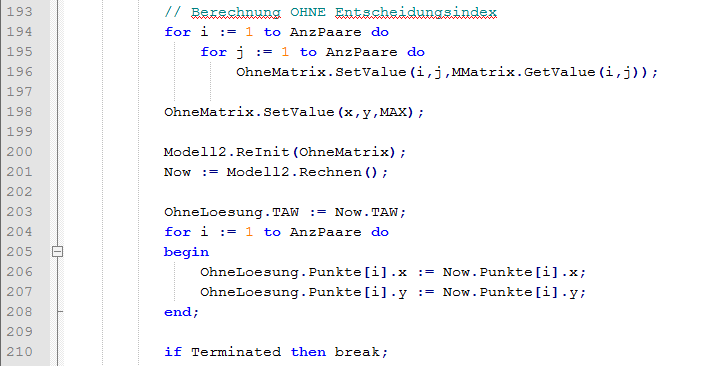 193 // Berechnung OHNE Entscheidungsindex
194 for i := 1 to AnzPaare do
195 for j := 1 to AnzPaare do
196 OhneMatrix.SetValue(i,j,MMatrix.GetValue(i,j));
197
198 OhneMatrix.SetValue(x,y,MAX);
199
200 Modell2.ReInit(OhneMatrix);
201 Now := Modell2.Rechnen();
202
203 OhneLoesung.TAW := Now.TAW;
204 for i := 1 to AnzPaare do
205 begin
206 OhneLoesung.Punkte[i].x := Now.Punkte[i].x;
207 OhneLoesung.Punkte[i].y := Now.Punkte[i].y;
208 end;
209
210 if Terminated then break;